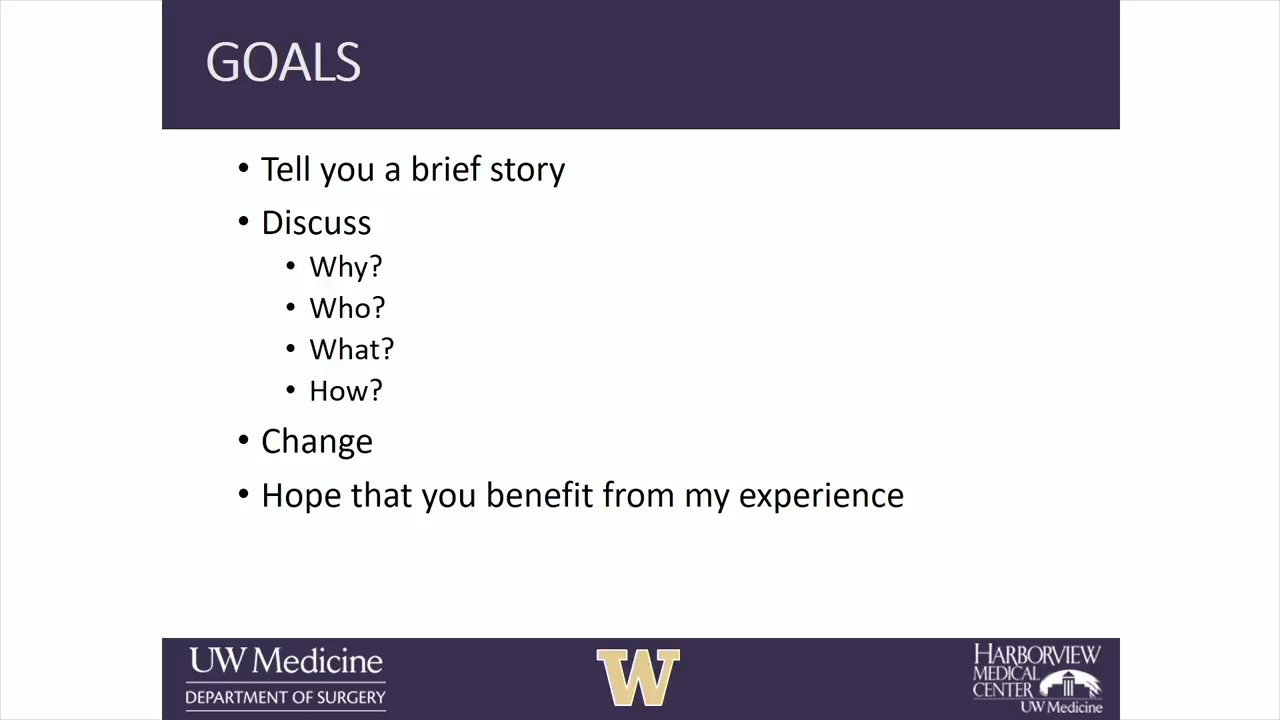 GOALS
• Tell you a brief story
• Discuss
• Why?
• Who?
• What?
• How?
• Change
• Hope that you benefit from my experience
UW Medicine
DEPARTMENT OF SURGERY
W
HARBORVIEW
MEDICAL
CENTER
UW Medicine